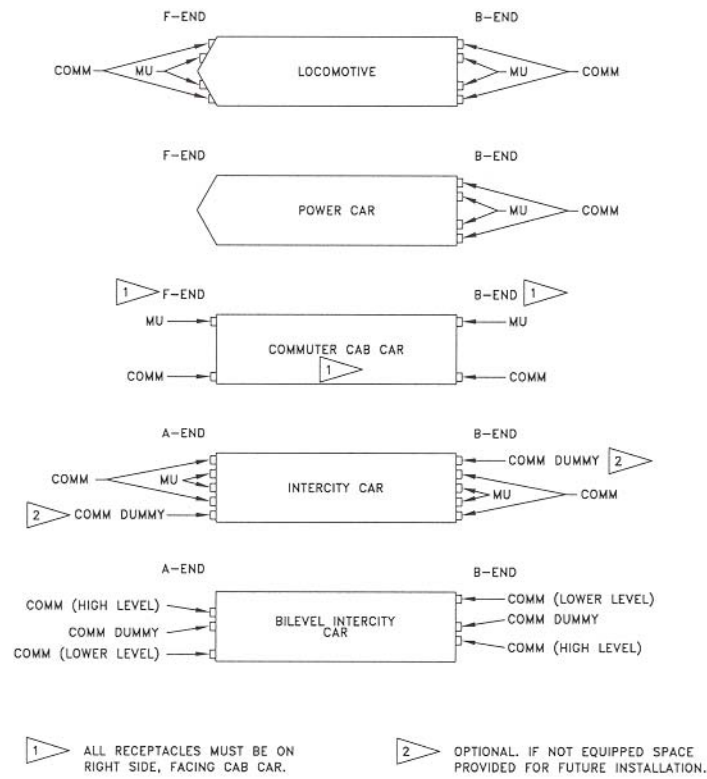 F-END B-END
COMM MU LOCOMOTIVE MU COMM
F-END B-END
POWER CAR MU COMM
1 F-END B-END 1
MU MU
COMMUTER CAB CAR
1
COMM COMM
A-END B-END
COMM DUMMY 2
COMM MU INTERCITY CAR MU COMM
2 COMM DUMMY
A-END B-END
COMM (HIGH LEVEL) COMM (LOWER LEVEL)
COMM DUMMY BILEVEL INTERCITY COMM DUMMY
CAR
COMM (LOWER LEVEL) COMM (HIGH LEVEL)
1 ALL RECEPTACLES MUST BE ON
RIGHT SIDE, FACING CAB CAR.
2 OPTIONAL. IF NOT EQUIPPED SPACE
PROVIDED FOR FUTURE INSTALLATION.